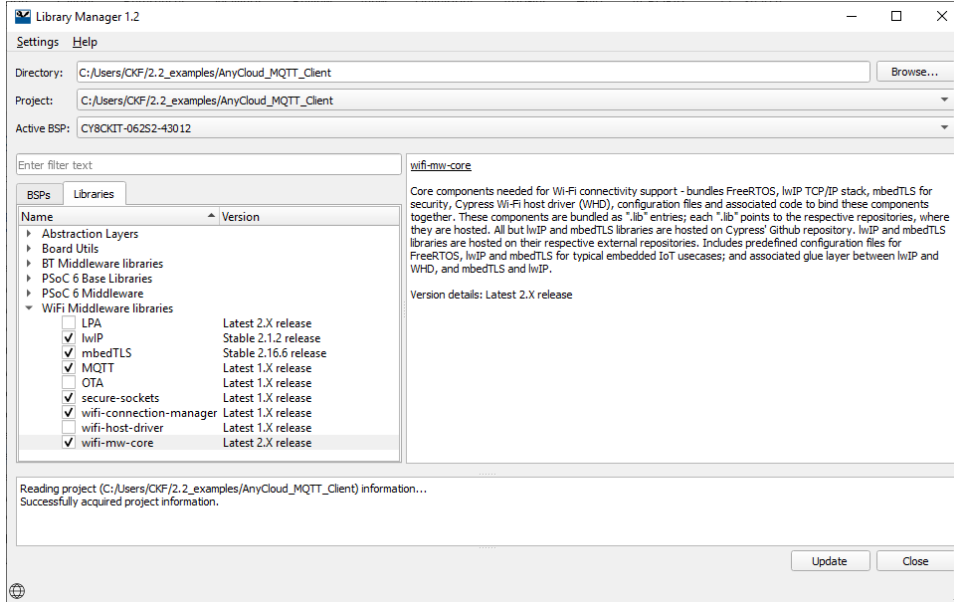 Library Manager 1.2
Settings Help
Directory: C:/Users/CKF/2.2_examples/AnyCloud_MQTT_Client Browse...
Project: C:/Users/CKF/2.2_examples/AnyCloud_MQTT_Client
Active BSP: CY8CKIT-062S2-43012
Enter filter text
BSPs Libraries
Name Version
Abstraction Layers
Board Utils
BT Middleware libraries
PSoC 6 Base Libraries
PSoC 6 Middleware
WiFi Middleware libraries
LPA Latest 2.X release
lwIP Stable 2.1.2 release
mbedTLS Stable 2.16.6 release
MQTT Latest 1.X release
OTA Latest 1.X release
secure-sockets Latest 1.X release
wifi-connection-manager Latest 1.X release
wifi-host-driver Latest 1.X release
wifi-mw-core Latest 2.X release
wifi-mw-core
Core components needed for Wi-Fi connectivity support - bundles FreeRTOS, lwIP TCP/IP stack, mbedTLS for
security, Cypress Wi-Fi host driver (WHD), configuration files and associated code to bind these components
together. These components are bundled as ".lib" entries; each ".lib" points to the respective repositories, where
they are hosted. All but lwIP and mbedTLS libraries are hosted on Cypress' Github repository. lwIP and mbedTLS
libraries are hosted on their respective external repositories. Includes predefined configuration files for
FreeRTOS, lwIP and mbedTLS for typical embedded IoT usecases; and associated glue layer between lwIP and
WHD, and mbedTLS and lwIP.
Version details: Latest 2.X release
Reading project (C:/Users/CKF/2.2_examples/AnyCloud_MQTT_Client) information...
Successfully acquired project information.
Update Close